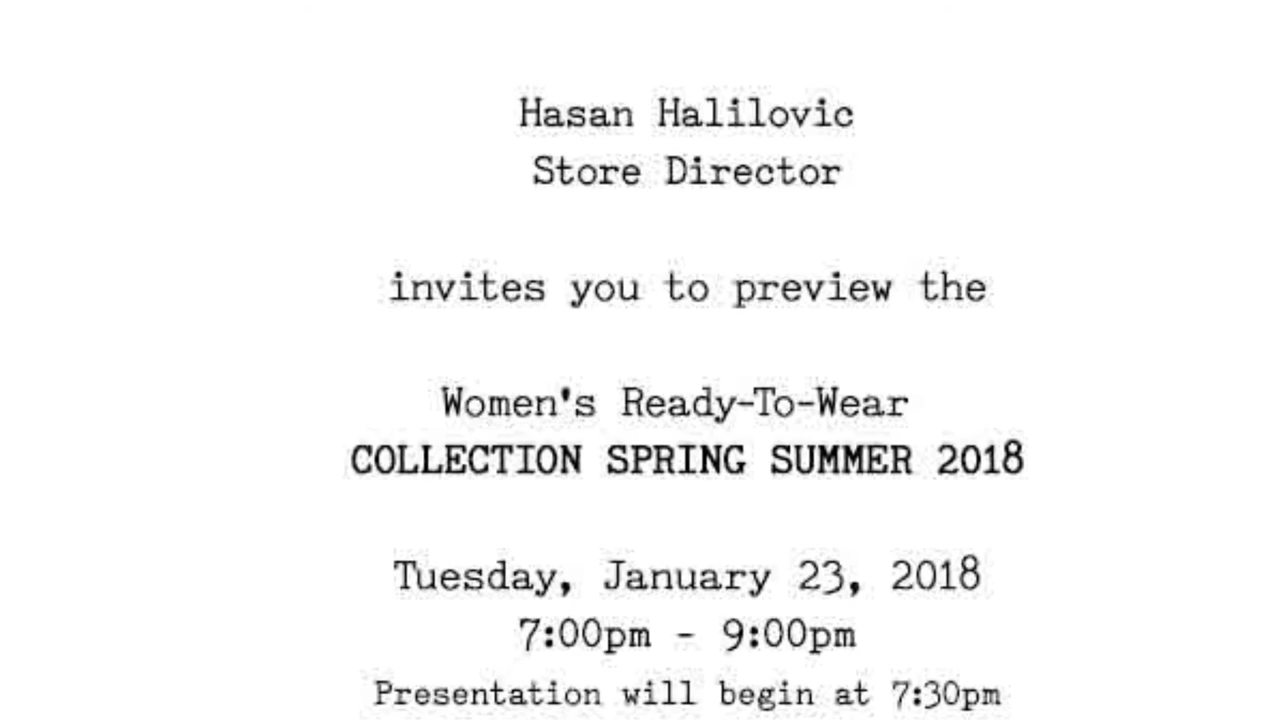 Hasan Halilovic
Store Director
invites you to preview the
Women's Ready-To-Wear
COLLECTION SPRING SUMMER 2018
Tuesday, January 23, 2018
7:00pm - 9:00pm
Presentation will begin at 7:30pm